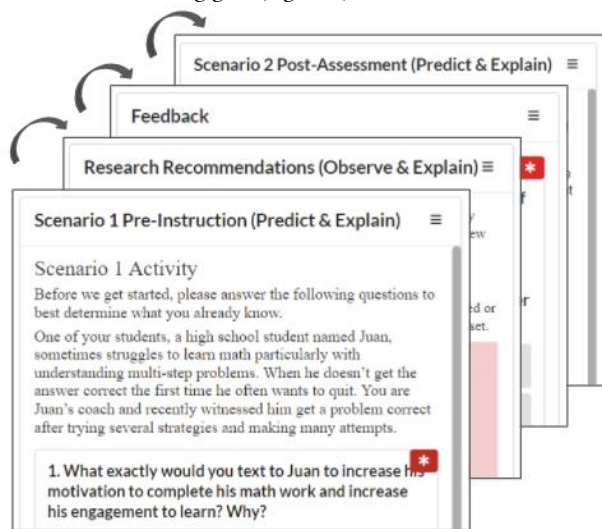 Scenario 2 Post-Assessment (Predict & Explain)
Feedback
Research Recommendations (Observe & Explain)
Scenario 1 Pre-Instruction (Predict & Explain)
Scenario 1 Activity
Before we get started, please answer the following questions to
best determine what you already know.
One of your students, a high school student named Juan,
sometimes struggles to learn math particularly with
understanding multi-step problems. When he doesn't get the
answer correct the first time he often wants to quit. You are
Juan's coach and recently witnessed him get a problem correct
after trying several strategies and making many attempts.
1. What exactly would you text to Juan to increase his
motivation to complete his math work and increase
his engagement to learn? Why?
ed or
set.